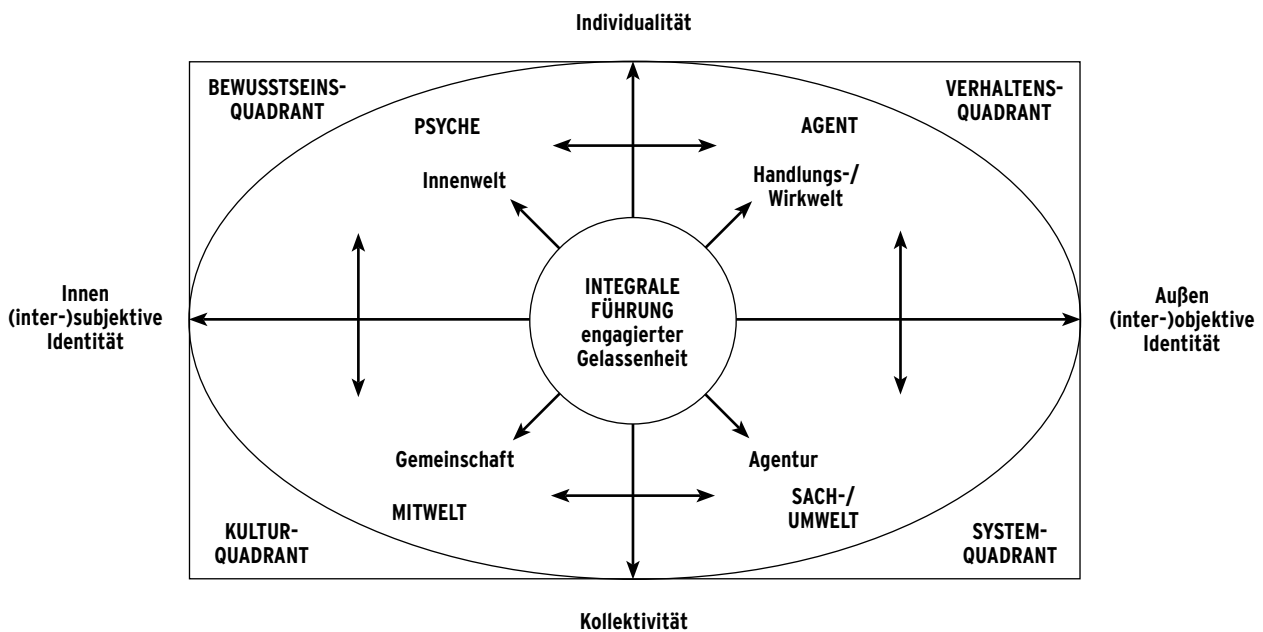 Individualität
BEWUSSTSEINS-
QUADRANT
VERHALTENS-
QUADRANT
PSYCHE
AGENT
Innenwelt
Handlungs-/
Wirkwelt
Innen
(inter-)subjektive
Identität
INTEGRALE
FÜHRUNG
engagierter
Gelassenheit
Außen
(inter-)objektive
Identität
Gemeinschaft
Agentur
MITWELT
SACH-/
UMWELT
KULTUR-
QUADRANT
SYSTEM-
QUADRANT
Kollektivität